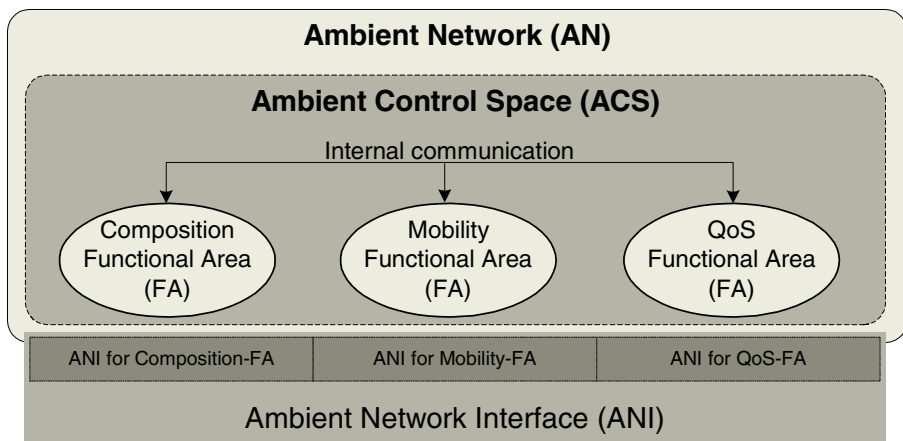 Ambient Network (AN)
Ambient Control Space (ACS)
Internal communication
Composition
Functional Area
(FA)
Mobility
Functional Area
(FA)
QoS
Functional Area
(FA)
ANI for Composition-FA
ANI for Mobility-FA
ANI for QoS-FA
Ambient Network Interface (ANI)